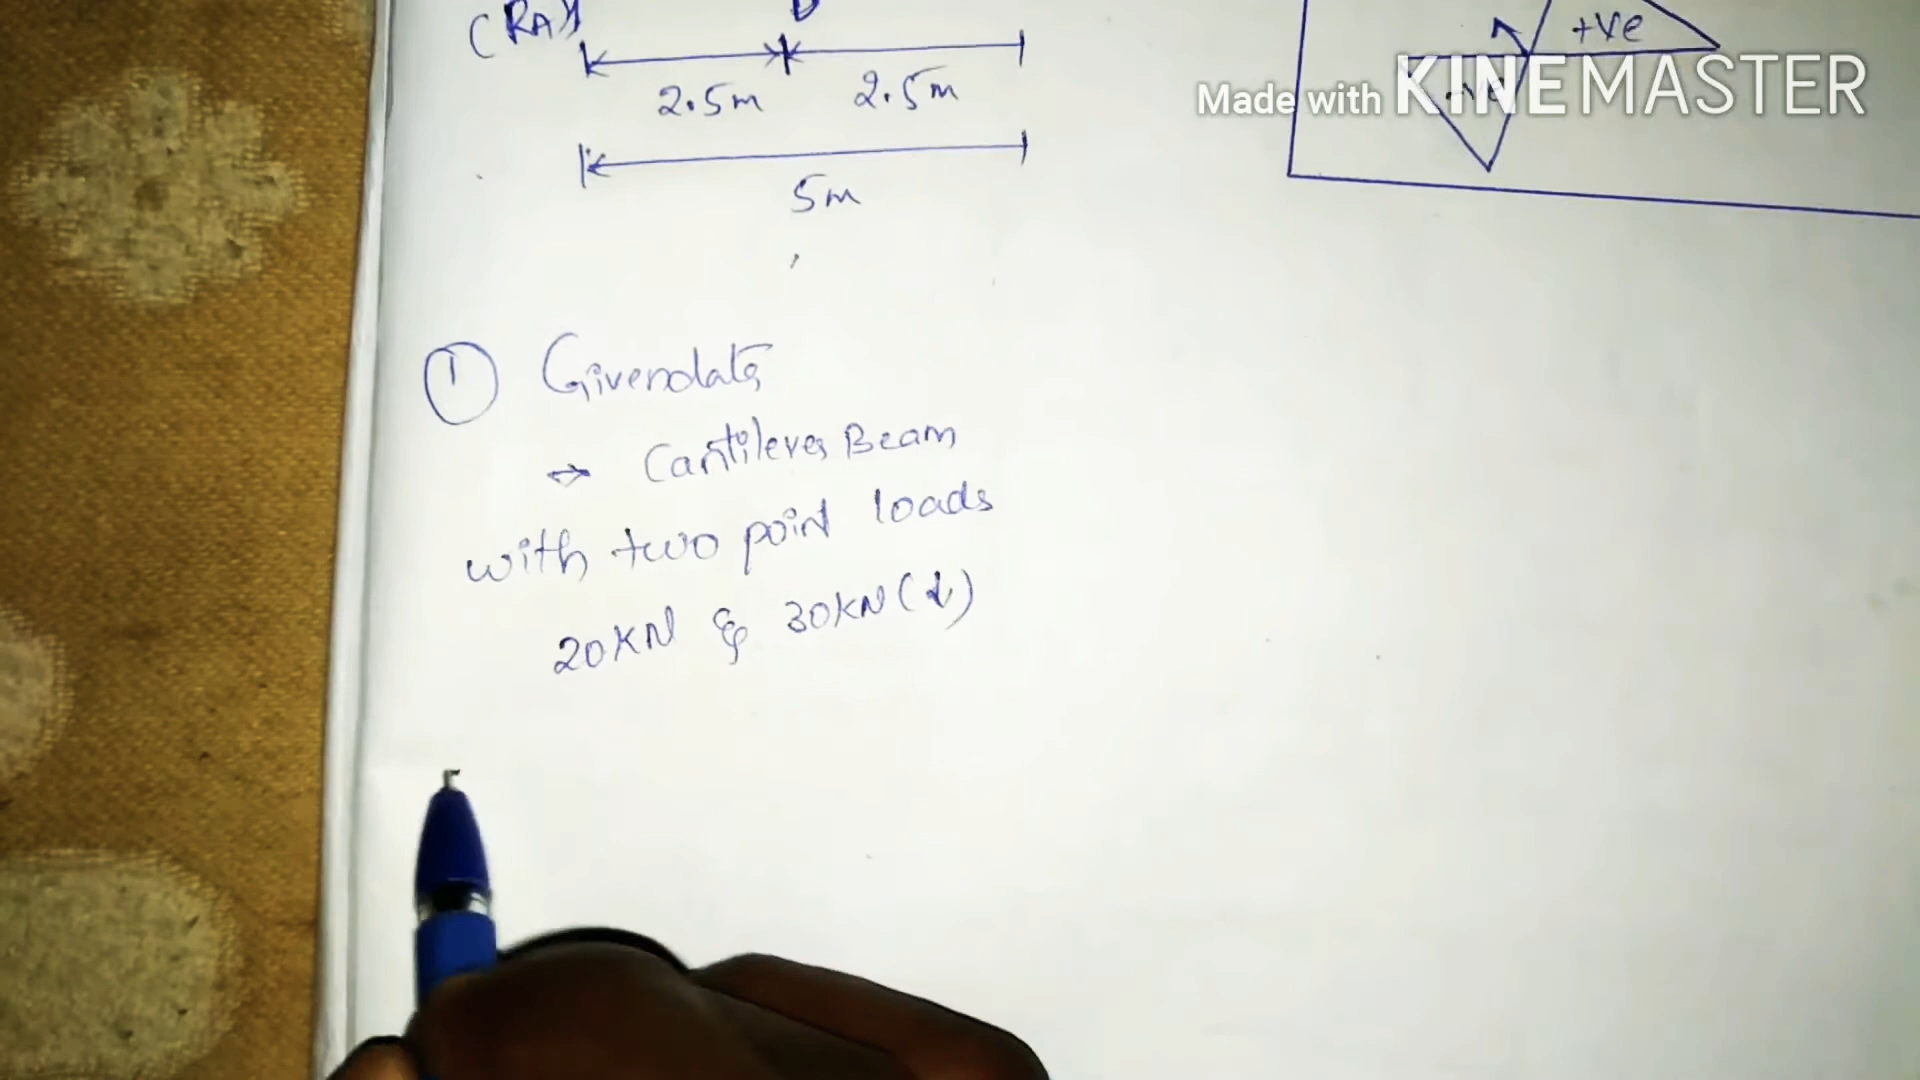 (RA)
2.5m
2.5m
5m
+ve
-ve
Made with KINEMASTER
1 Givendata,
→ Cantilever Beam
with two point loads
20KN & 30KN (↓)